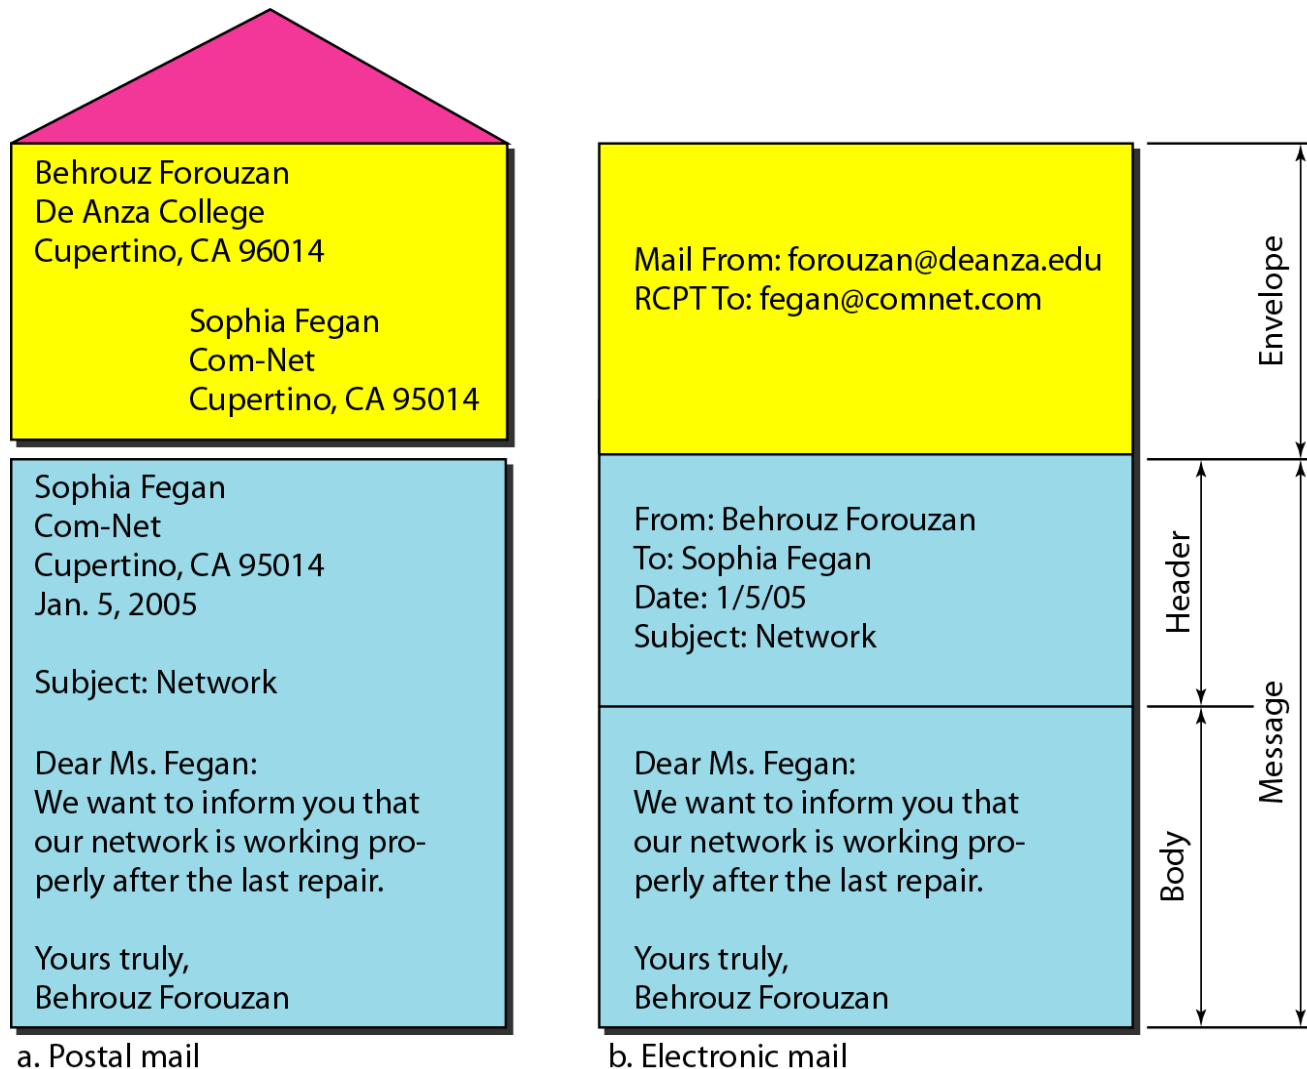 Behrouz Forouzan
De Anza College
Cupertino, CA 96014
Sophia Fegan
Com-Net
Cupertino, CA 95014
Sophia Fegan
Com-Net
Cupertino, CA 95014
Jan. 5, 2005
Subject: Network
Dear Ms. Fegan:
We want to inform you that
our network is working pro-
perly after the last repair.
Yours truly,
Behrouz Forouzan
a. Postal mail
Mail From: forouzan@deanza.edu
RCPT To: fegan@comnet.com
From: Behrouz Forouzan
To: Sophia Fegan
Date: 1/5/05
Subject: Network
Dear Ms. Fegan:
We want to inform you that
our network is working pro-
perly after the last repair.
Yours truly,
Behrouz Forouzan
b. Electronic mail
Envelope
Header
Body
Message